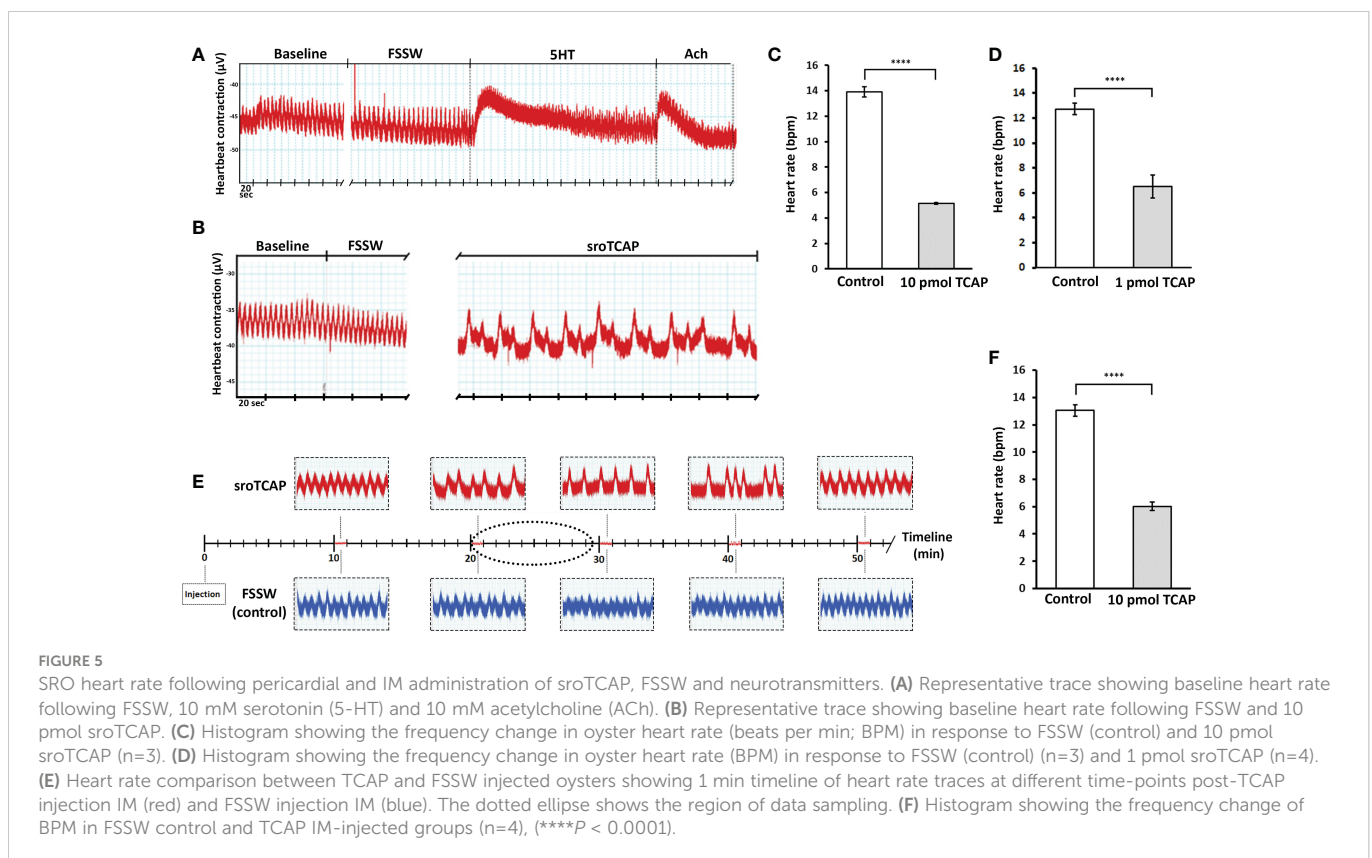 A
Baseline
FSSW
5HT
Ach
Heartbeat contraction (µV)
-40
-45
-50
20
sec
B
Baseline
FSSW
sroTCAP
Heartbeat contraction (µV)
-30
-35
-40
-45
20 sec
C
****
Heart rate (bpm)
16
14
12
10
8
6
4
2
0
Control
10 pmol TCAP
D
****
Heart rate (bpm)
16
14
12
10
8
6
4
2
0
Control
1 pmol TCAP
E
sroTCAP
0
10
20
30
40
50
Timeline
(min)
Injection
FSSW
(control)
F
****
Heart rate (bpm)
16
14
12
10
8
6
4
2
0
Control
10 pmol TCAP
FIGURE 5
SRO heart rate following pericardial and IM administration of sroTCAP, FSSW and neurotransmitters. (A) Representative trace showing baseline heart rate
following FSSW, 10 mM serotonin (5-HT) and 10 mM acetylcholine (ACh). (B) Representative trace showing baseline heart rate following FSSW and 10
pmol sroTCAP. (C) Histogram showing the frequency change in oyster heart rate (beats per min; BPM) in response to FSSW (control) and 10 pmol
sroTCAP (n=3). (D) Histogram showing the frequency change in oyster heart rate (BPM) in response to FSSW (control) (n=3) and 1 pmol sroTCAP (n=4).
(E) Heart rate comparison between TCAP and FSSW injected oysters showing 1 min timeline of heart rate traces at different time-points post-TCAP
injection IM (red) and FSSW injection IM (blue). The dotted ellipse shows the region of data sampling. (F) Histogram showing the frequency change of
BPM in FSSW control and TCAP IM-injected groups (n=4), (****P < 0.0001).